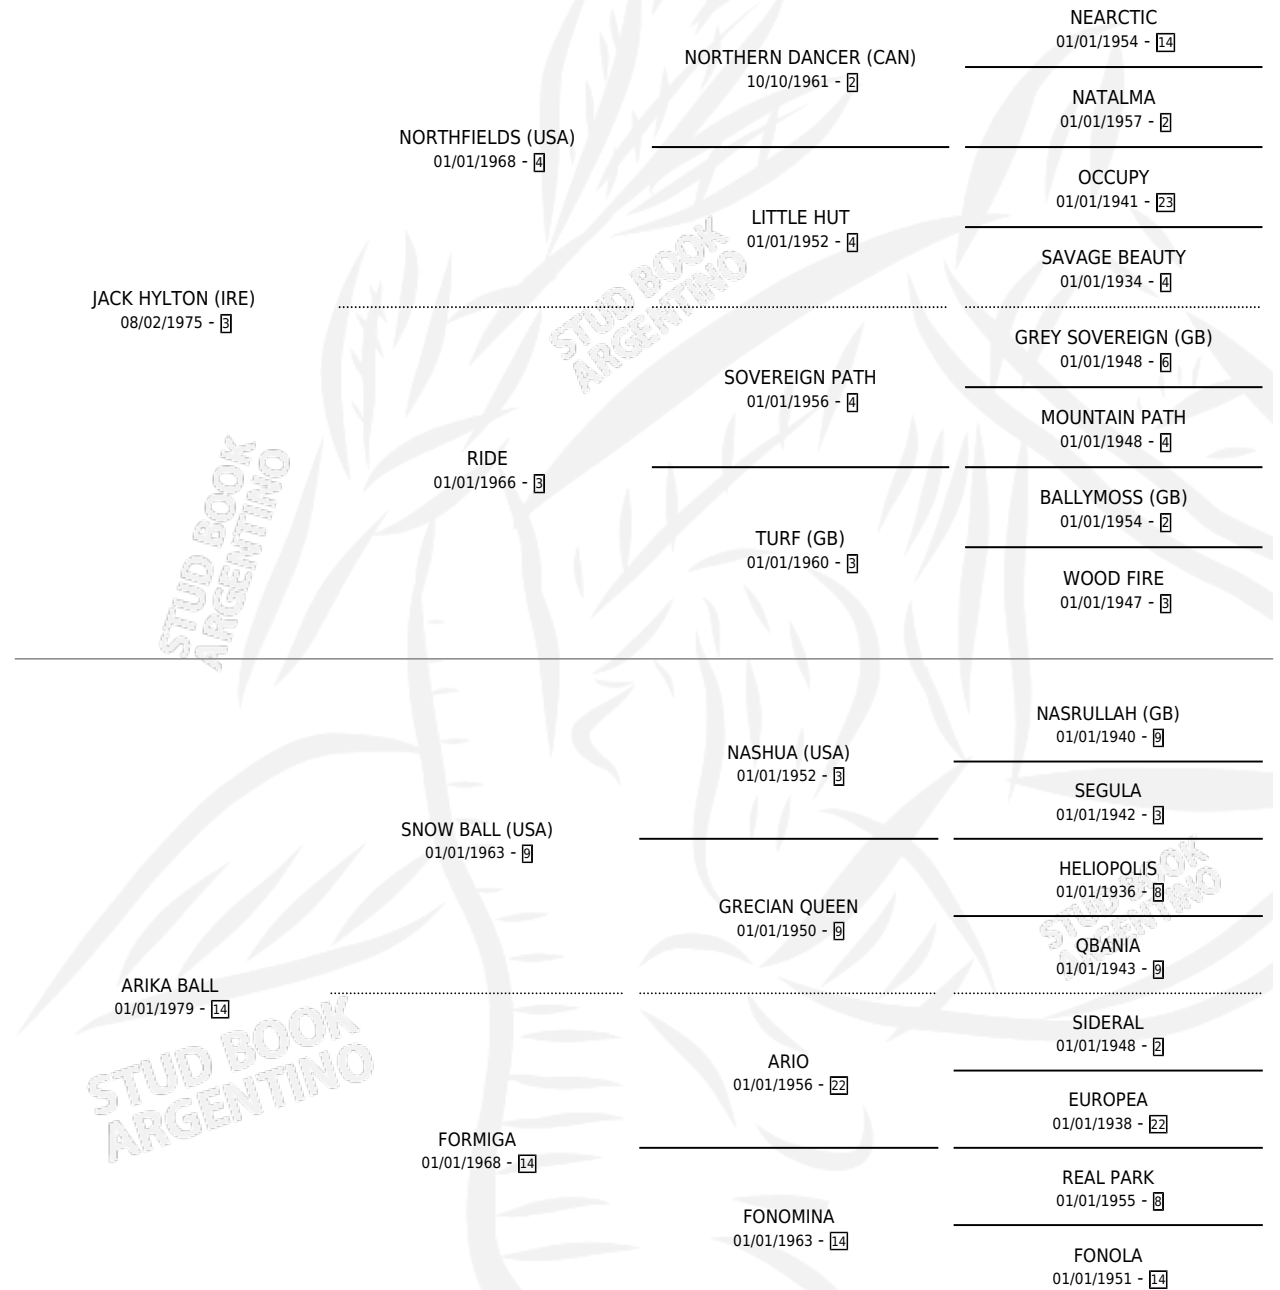 NEARCTIC
01/01/1954 - 14
NORTHERN DANCER (CAN)
10/10/1961 - 2
NATALMA
01/01/1957 - 2
NORTHFIELDS (USA)
01/01/1968 - 4
OCCUPY
01/01/1941 - 23
LITTLE HUT
01/01/1952 - 4
SAVAGE BEAUTY
01/01/1934 - 4
STUD BOOK
ARGENTINO
JACK HYLTON (IRE)
08/02/1975 - 3
GREY SOVEREIGN (GB)
01/01/1948 - 6
SOVEREIGN PATH
01/01/1956 - 4
MOUNTAIN PATH
01/01/1948 - 4
RIDE
01/01/1966 - 3
BALLYMOSS (GB)
01/01/1954 - 2
TURF (GB)
01/01/1960 - 3
WOOD FIRE
01/01/1947 - 3
STUD BOOK
ARGENTINO
NASRULLAH (GB)
01/01/1940 - 9
NASHUA (USA)
01/01/1952 - 3
SEGULA
01/01/1942 - 3
SNOW BALL (USA)
01/01/1963 - 9
HELIOPOLIS
01/01/1936 - 8
GRECIAN QUEEN
01/01/1950 - 9
QBANIA
01/01/1943 - 9
STUD BOOK
ARGENTINO
ARIKA BALL
01/01/1979 - 14
SIDERAL
01/01/1948 - 2
ARIO
01/01/1956 - 22
EUROPEA
01/01/1938 - 22
STUD BOOK
ARGENTINO
FORMIGA
01/01/1968 - 14
REAL PARK
01/01/1955 - 8
FONOMINA
01/01/1963 - 14
FONOLA
01/01/1951 - 14